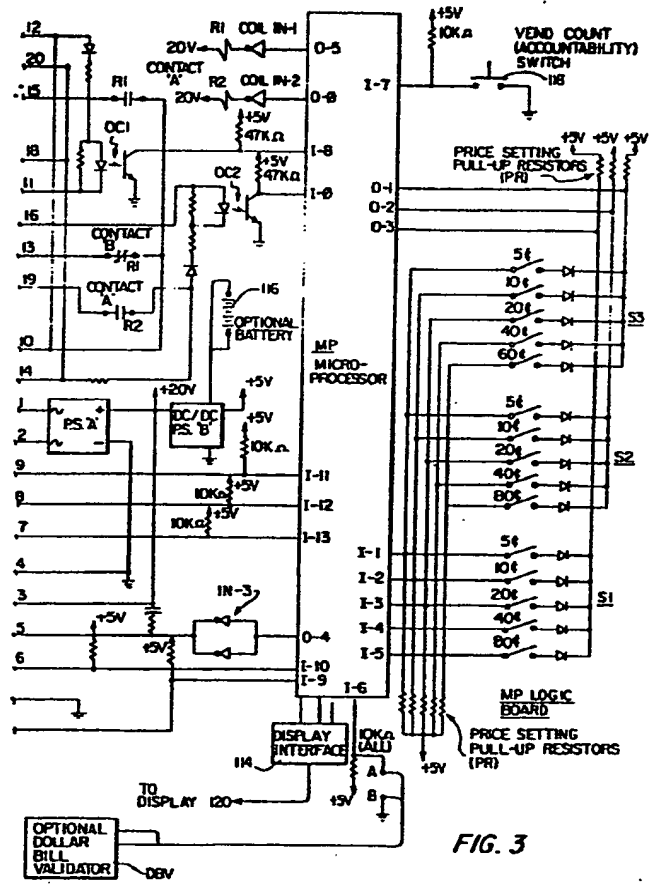 12
20
15
18
11
16
13
19
10
14
1
2
9
8
7
4
3
5
6
R1
OC1
CONTACT
"B"
R1
CONTACT
"A"
R2
R1 COIL IN-1
20V
CONTACT
"A"
R2 COIL IN-2
20V
+5V
47KΩ
+5V
47KΩ
OC2
116
OPTIONAL
BATTERY
+20V
P.S. "A"
+
−
DC/DC
P.S. "B"
+5V
+5V
10KΩ
+5V
10KΩ
+5V
+5V
+5V
IN-3
O-5
O-0
I-8
I-0
MP
MICRO-
PROCESSOR
I-11
I-12
I-13
O-4
I-10
I-9
I-6
I-7
O-1
O-2
O-3
I-1
I-2
I-3
I-4
I-5
+5V
10KΩ
VEND COUNT
(ACCOUNTABILITY)
SWITCH
118
+5V +5V +5V
PRICE SETTING
PULL-UP RESISTORS
(PR)
5¢
10¢
20¢
40¢
60¢
S3
5¢
10¢
20¢
40¢
80¢
S2
5¢
10¢
20¢
40¢
80¢
S1
MP LOGIC
BOARD
PRICE SETTING
PULL-UP RESISTORS
(PR)
+5V
DISPLAY
INTERFACE
114
10KΩ
(ALL)
A
B
+5V
TO
DISPLAY 120
OPTIONAL
DOLLAR
BILL
VALIDATOR
DBV
FIG. 3